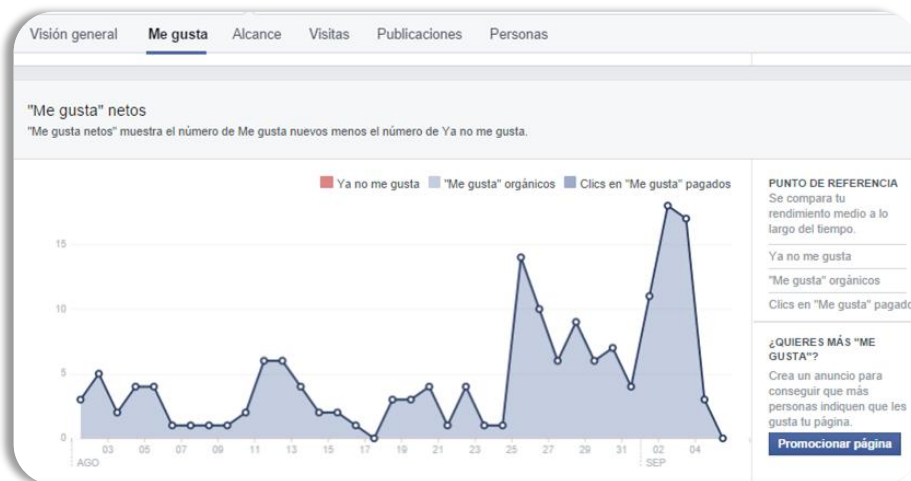 Visión general Me gusta Alcance Visitas Publicaciones Personas
"Me gusta" netos
"Me gusta netos" muestra el número de Me gusta nuevos menos el número de Ya no me gusta.
Ya no me gusta "Me gusta" orgánicos Clics en "Me gusta" pagados
15
10
5
0
03 05 07 09 11 13 15 17 19 21 23 25 27 29 31 02 04
AGO SEP
PUNTO DE REFERENCIA
Se compara tu
rendimiento medio a lo
largo del tiempo.
Ya no me gusta
"Me gusta" orgánicos
Clics en "Me gusta" pagado
¿QUIERES MÁS "ME
GUSTA"?
Crea un anuncio para
conseguir que más
personas indiquen que les
gusta tu página.
Promocionar página